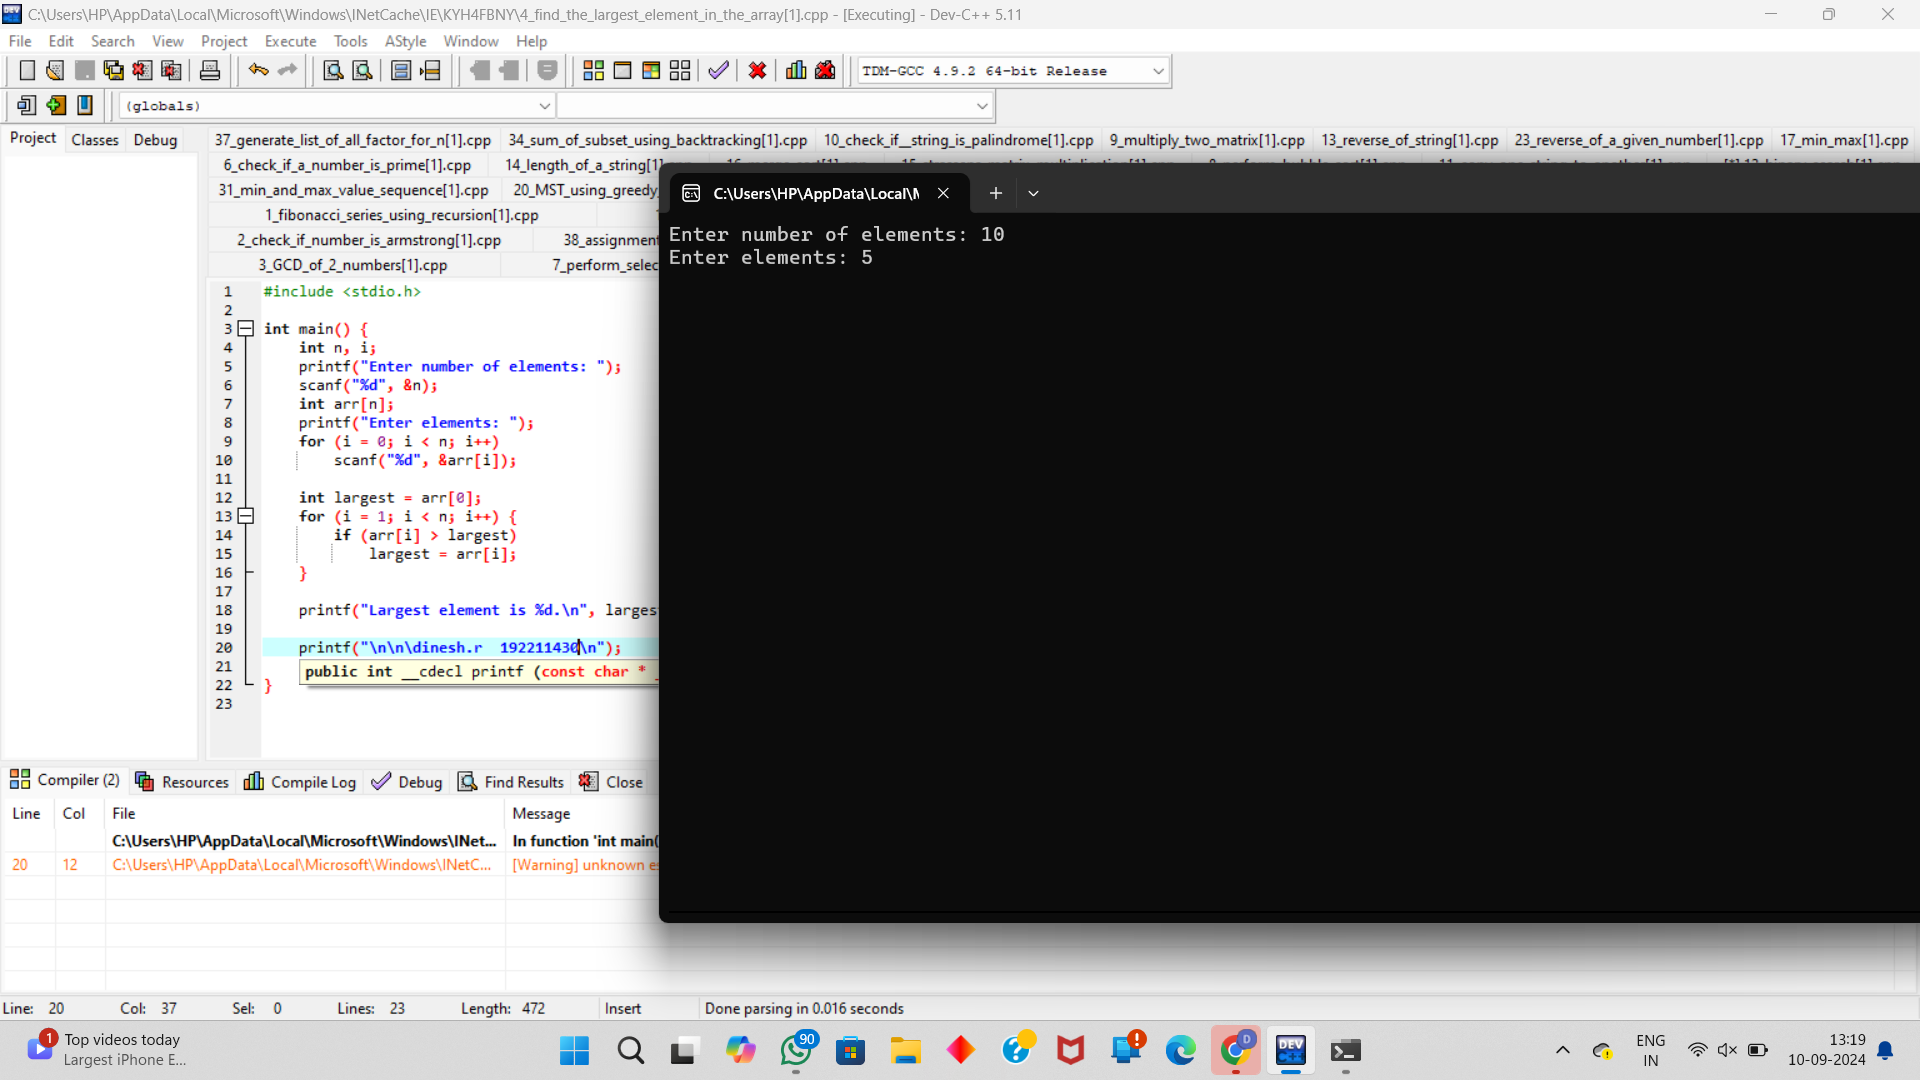 C:\Users\HP\AppData\Local\Microsoft\Windows\INetCache\IE\KYH4FBNY\4_find_the_largest_element_in_the_array[1].cpp - [Executing] - Dev-C++ 5.11
File Edit Search View Project Execute Tools AStyle Window Help
TDM-GCC 4.9.2 64-bit Release
(globals)
Project Classes Debug
37_generate_list_of_all_factor_for_n[1].cpp 34_sum_of_subset_using_backtracking[1].cpp 10_check_if__string_is_palindrome[1].cpp 9_multiply_two_matrix[1].cpp 13_reverse_of_string[1].cpp 23_reverse_of_a_given_number[1].cpp 17_min_max[1].cpp
6_check_if_a_number_is_prime[1].cpp 14_length_of_a_string[1]
31_min_and_max_value_sequence[1].cpp 20_MST_using_greedy
1_fibonacci_series_using_recursion[1].cpp
2_check_if_number_is_armstrong[1].cpp 38_assignment
3_GCD_of_2_numbers[1].cpp 7_perform_selec
C:\Users\HP\AppData\Local\
Enter number of elements: 10
Enter elements: 5
1 #include <stdio.h>
2
3 int main() {
4 int n, i;
5 printf("Enter number of elements: ");
6 scanf("%d", &n);
7 int arr[n];
8 printf("Enter elements: ");
9 for (i = 0; i < n; i++)
10 scanf("%d", &arr[i]);
11
12 int largest = arr[0];
13 for (i = 1; i < n; i++) {
14 if (arr[i] > largest)
15 largest = arr[i];
16 }
17
18 printf("Largest element is %d.\n", larges
19
20 printf("\n\n\dinesh.r  192211430\n");
21 public int __cdecl printf (const char *
22 }
23
Compiler (2) Resources Compile Log Debug Find Results Close
Line Col File Message
C:\Users\HP\AppData\Local\Microsoft\Windows\INet... In function 'int main(
20 12 C:\Users\HP\AppData\Local\Microsoft\Windows\INetC... [Warning] unknown es
Line: 20 Col: 37 Sel: 0 Lines: 23 Length: 472 Insert Done parsing in 0.016 seconds
1 Top videos today
Largest iPhone E...
90
D
DEV
C++
ENG
IN
13:19
10-09-2024